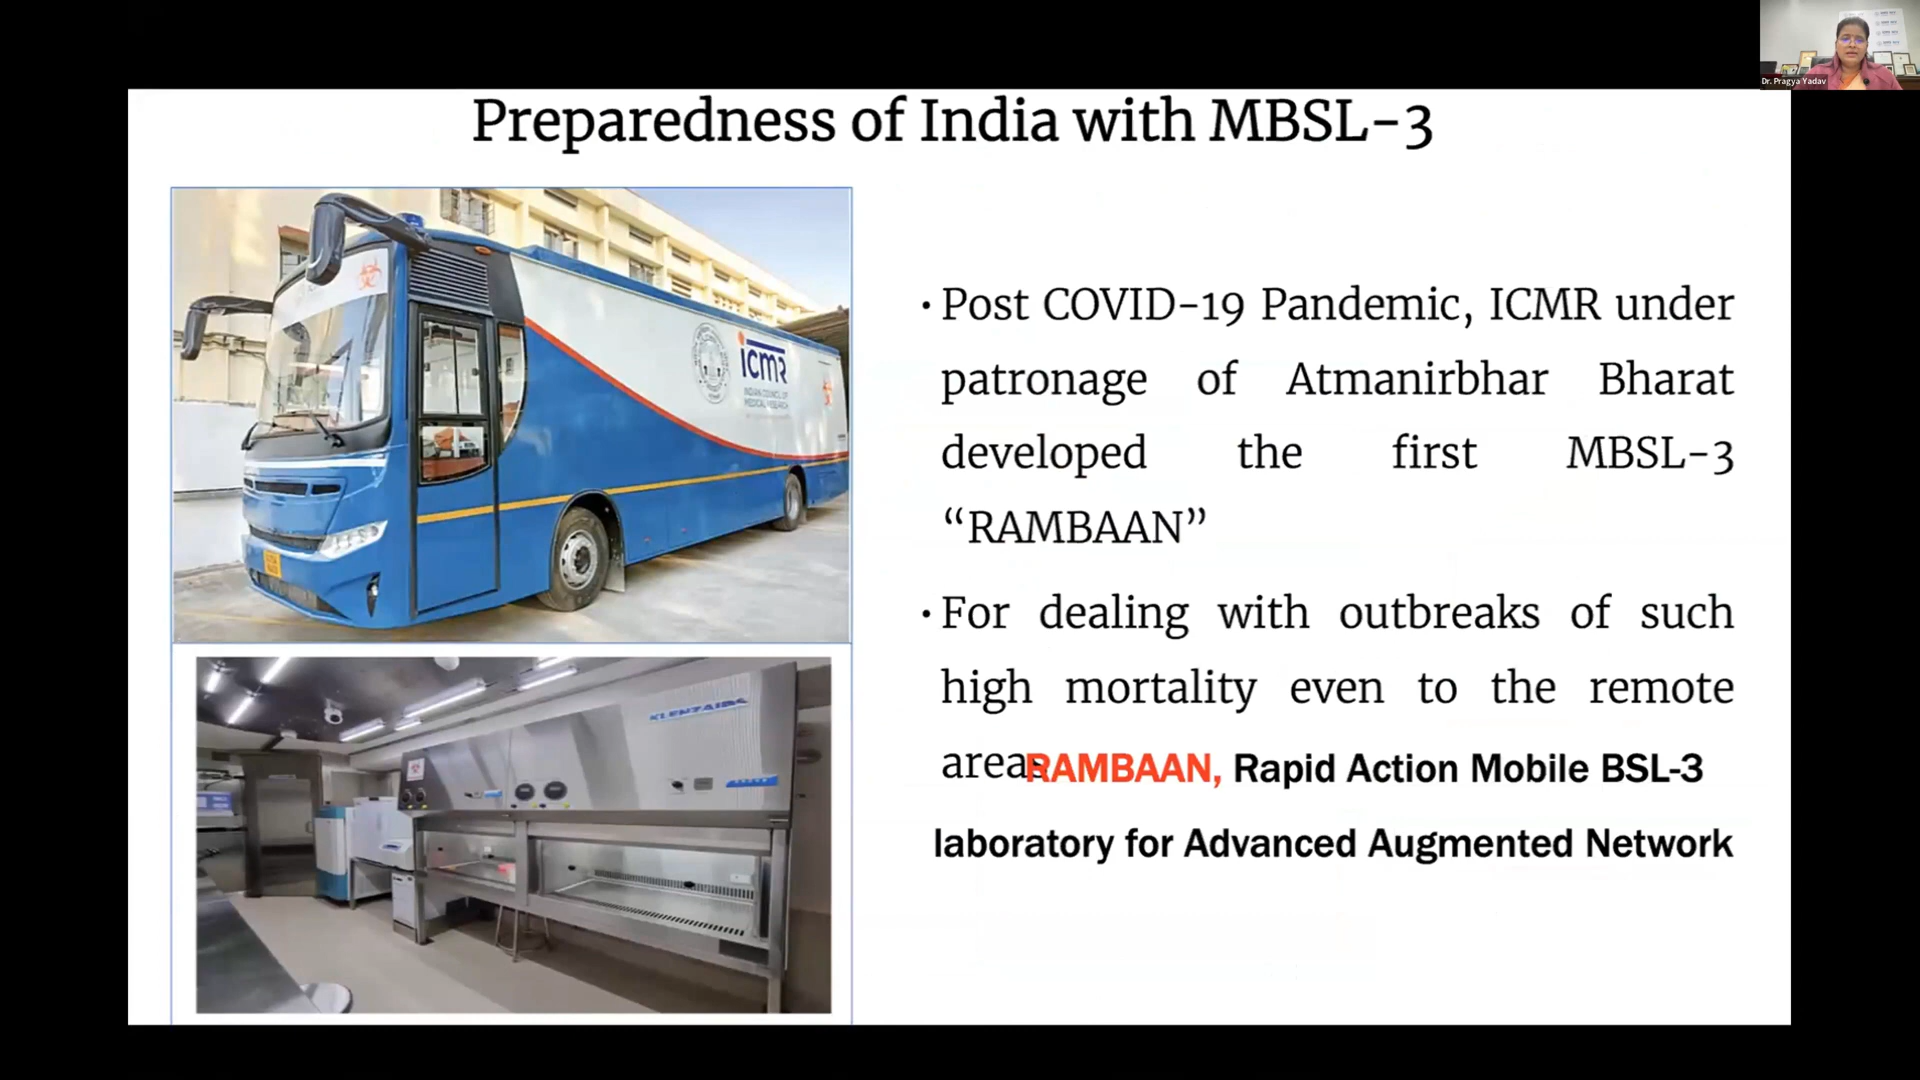 Dr. Pragya Yadav
Preparedness of India with MBSL-3
icmr
INDIAN COUNCIL OF
MEDICAL RESEARCH
KLENZAIDS
• Post COVID-19 Pandemic, ICMR under
patronage of Atmanirbhar Bharat
developed the first MBSL-3
“RAMBAAN”
• For dealing with outbreaks of such
high mortality even to the remote
areas
RAMBAAN, Rapid Action Mobile BSL-3
laboratory for Advanced Augmented Network